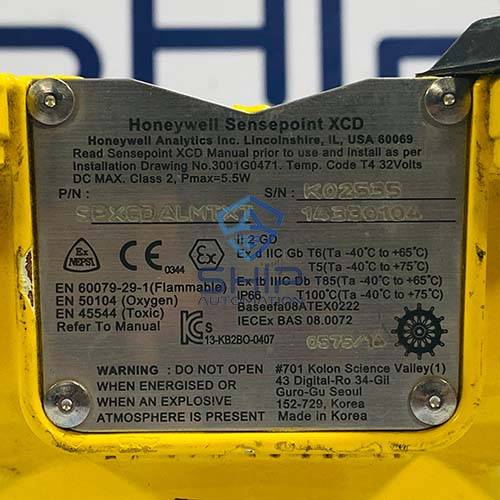 SHIP
Honeywell Sensepoint XCD
Honeywell Analytics Inc. Lincolnshire, IL, USA 60069
Read Sensepoint XCD Manual prior to use and install as per
Installation Drawing No.3001G0471. Temp. Code T4 32Volts
DC MAX. Class 2, Pmax=5.5W
P/N : S/N : K02535
SPXCDALMTXT 14330104
NEPSI
Ex
CE 0344
Ex
II 2 GD
Ex d IIC Gb T6(Ta -40°C to +65°C)
T5(Ta -40°C to +75°C)
Ex tb IIIC Db T85(Ta -40°C to +65°C)
IP66 T100°C(Ta -40°C to +75°C)
Baseefa08ATEX0222
IECEx BAS 08.0072
EN 60079-29-1(Flammable)
EN 50104 (Oxygen)
EN 45544 (Toxic)
Refer To Manual
SHIP
AUTOMATION
KCs
13-KB2BO-0407
WARNING : DO NOT OPEN
WHEN ENERGISED OR
WHEN AN EXPLOSIVE
ATMOSPHERE IS PRESENT
#701 Kolon Science Valley(1)
43 Digital-Ro 34-Gil
Guro-Gu Seoul
152-729, Korea
Made in Korea